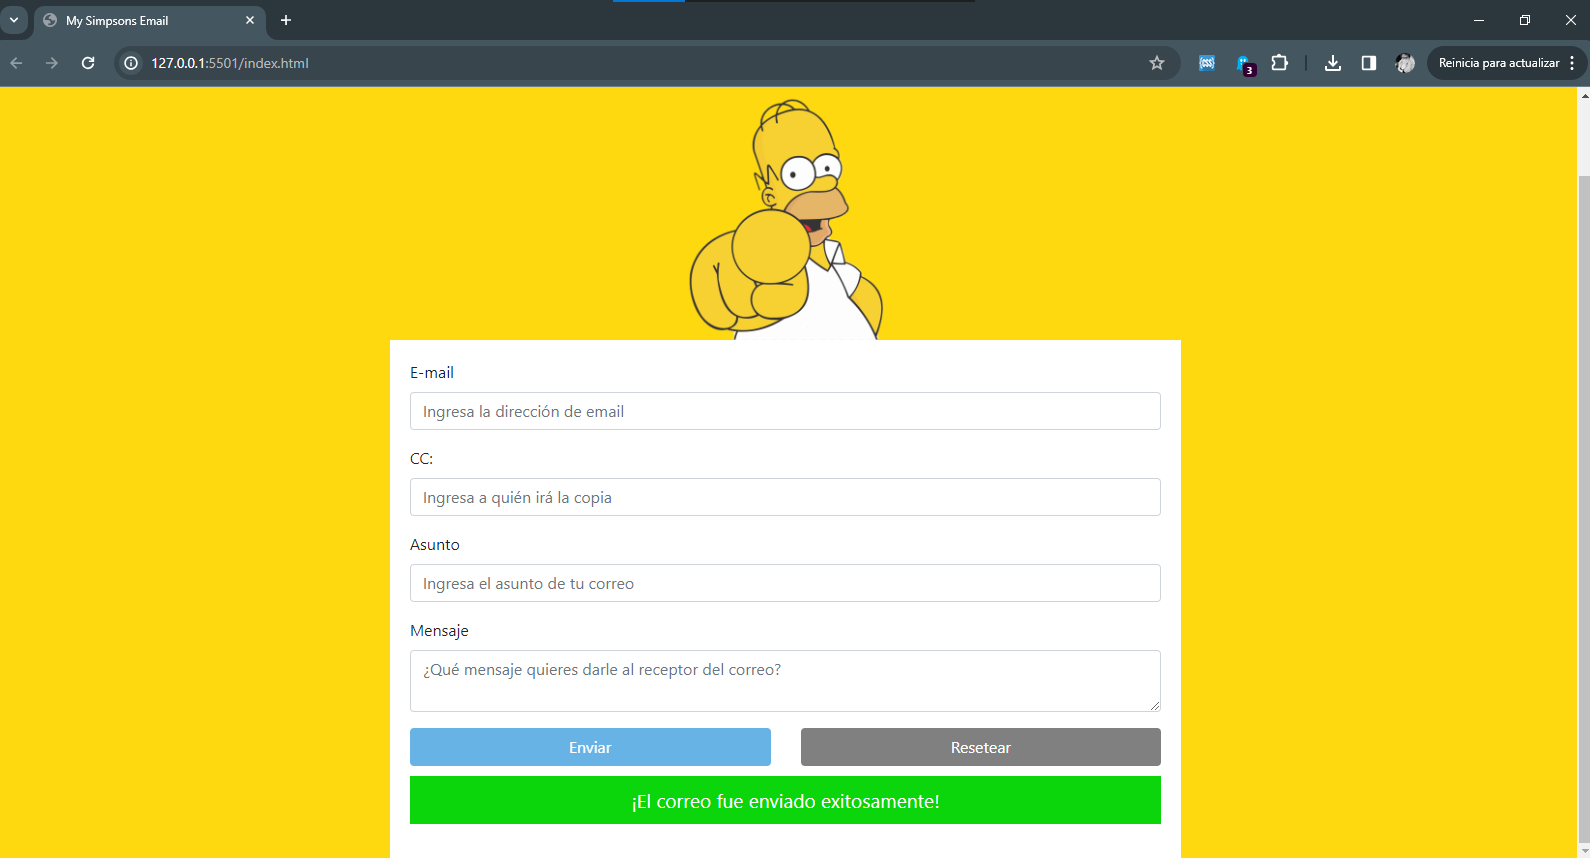 My Simpsons Email
127.0.0.1:5501/index.html
3
Reinicia para actualizar
E-mail
Ingresa la dirección de email
CC:
Ingresa a quién irá la copia
Asunto
Ingresa el asunto de tu correo
Mensaje
¿Qué mensaje quieres darle al receptor del correo?
Enviar
Resetear
¡El correo fue enviado exitosamente!